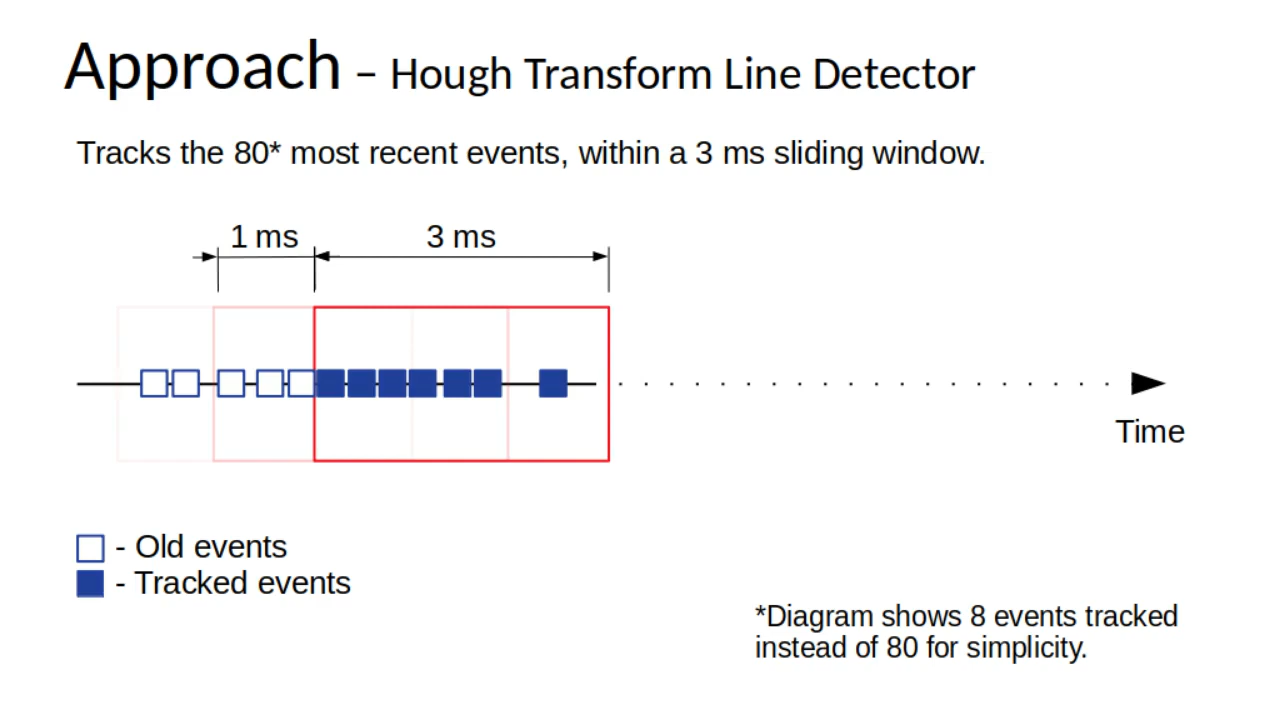 Approach – Hough Transform Line Detector
Tracks the 80* most recent events, within a 3 ms sliding window.
1 ms
3 ms
Time
- Old events
- Tracked events
*Diagram shows 8 events tracked
instead of 80 for simplicity.